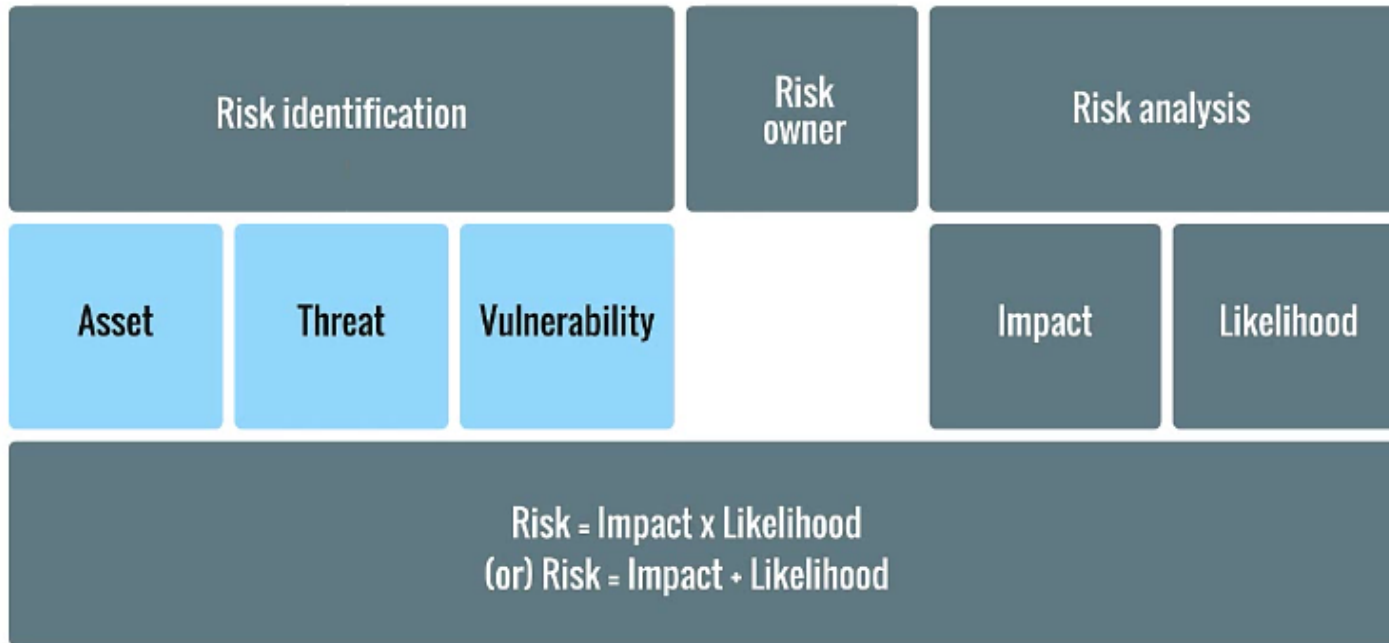 Risk identification
Risk
owner
Risk analysis
Asset
Threat
Vulnerability
Impact
Likelihood
Risk = Impact x Likelihood
(or) Risk = Impact + Likelihood